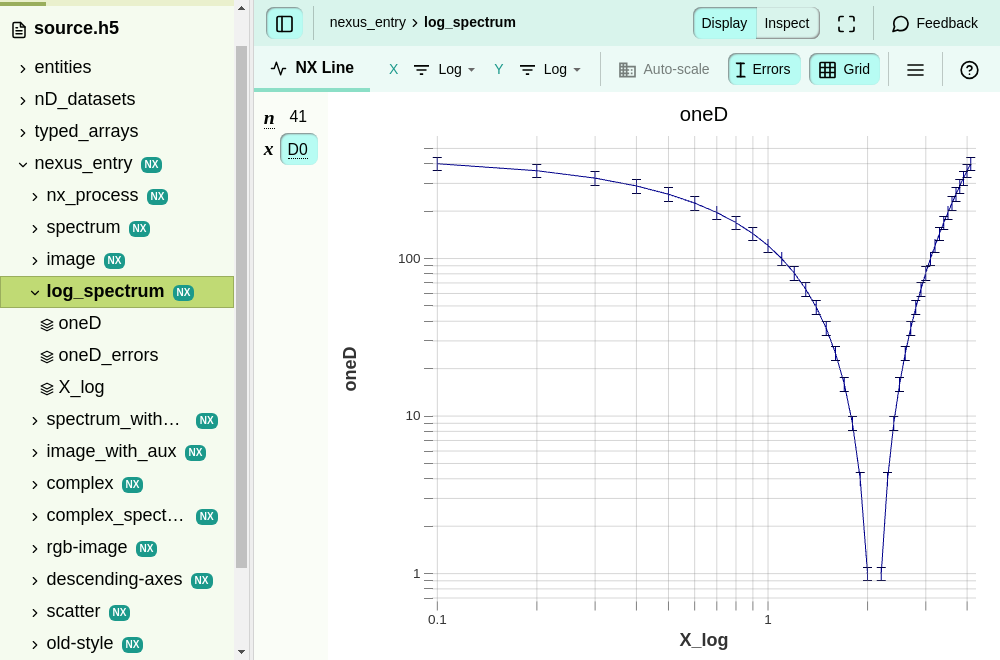 source.h5
entities
nD_datasets
typed_arrays
nexus_entry NX
nx_process NX
spectrum NX
image NX
log_spectrum NX
oneD
oneD_errors
X_log
spectrum_with… NX
image_with_aux NX
complex NX
complex_spect… NX
rgb-image NX
descending-axes NX
scatter NX
old-style NX
nexus_entry › log_spectrum
Display Inspect Feedback
NX Line X Log Y Log Auto-scale Errors Grid
n 41
x D0
oneD
100
10
1
oneD
0.1 1
X_log